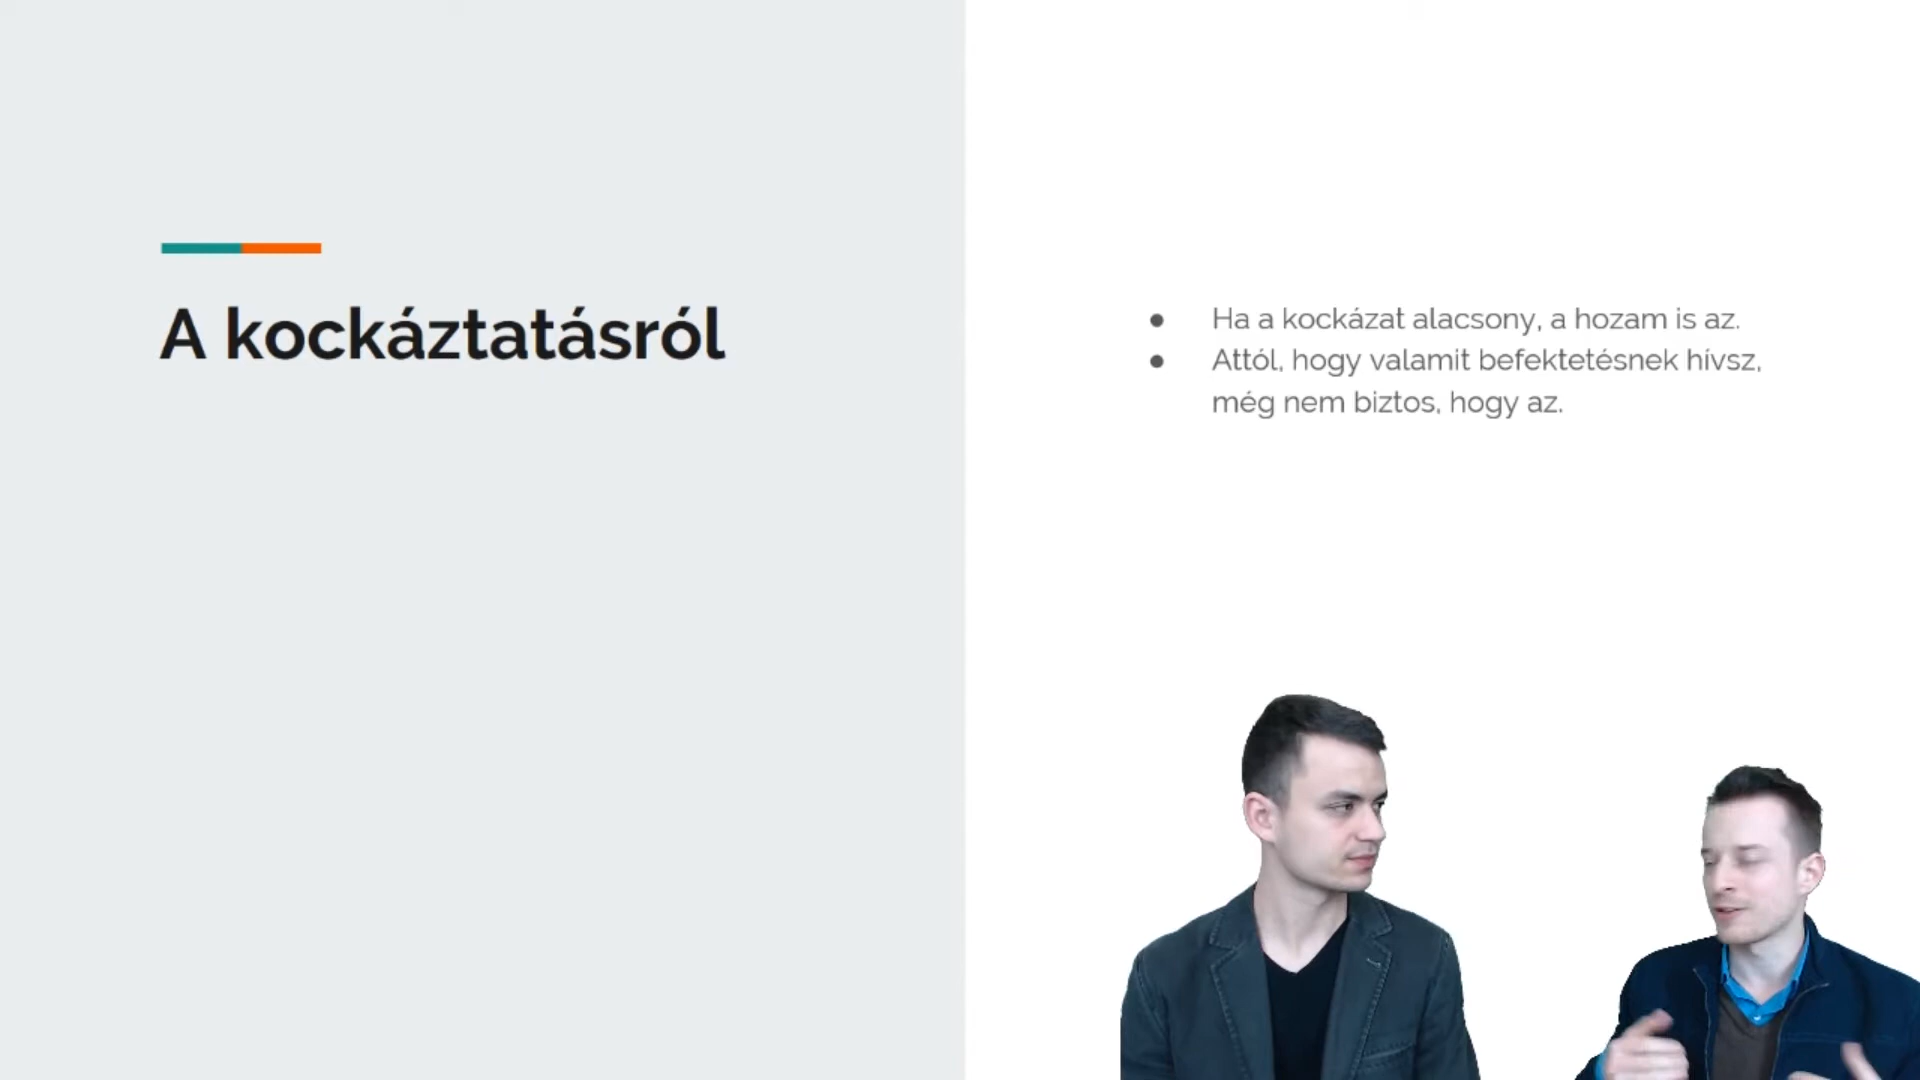 A kockáztatásról
● Ha a kockázat alacsony, a hozam is az.
● Attól, hogy valamit befektetésnek hívsz,
még nem biztos, hogy az.